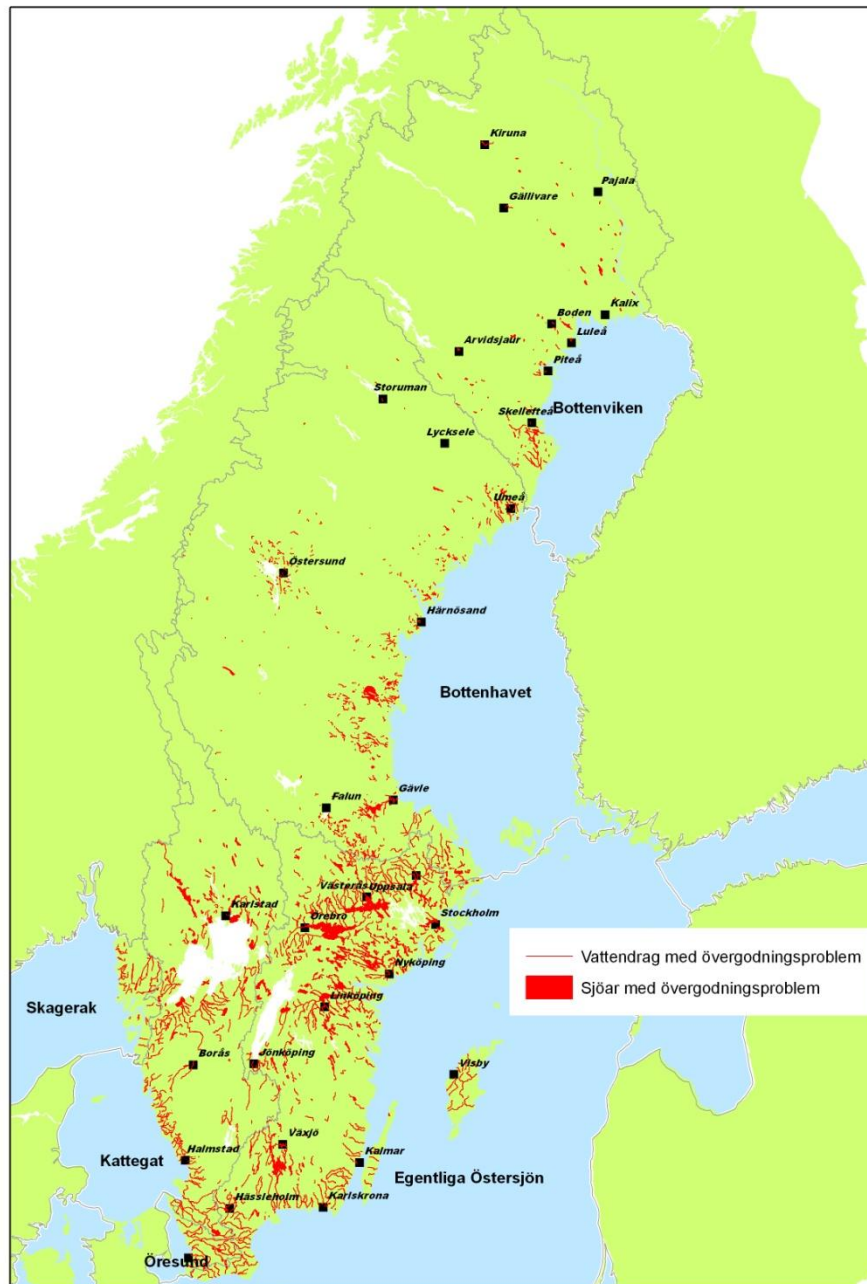 Kiruna
Pajala
Gällivare
Kalix
Boden
Luleå
Arvidsjaur
Piteå
Storuman
Bottenviken
Skellefteå
Lycksele
Umeå
Östersund
Härnösand
Bottenhavet
Gävle
Falun
Västerås
Uppsala
Karlstad
Örebro
Stockholm
Vattendrag med övergodningsproblem
Nyköping
Sjöar med övergodningsproblem
Skagerak
Linköping
Borås
Jönköping
Visby
Växjö
Kattegat
Halmstad
Kalmar
Egentliga Östersjön
Hässleholm
Karlskrona
Öresund